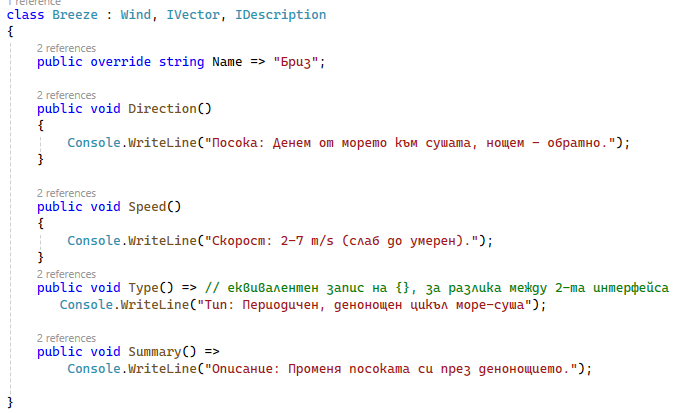 1 reference
class Breeze : Wind, IVector, IDescription
{
2 references
public override string Name => "Бриз";
2 references
public void Direction()
{
Console.WriteLine("Посока: Денем от морето към сушата, нощем – обратно.");
}
2 references
public void Speed()
{
Console.WriteLine("Скорост: 2–7 m/s (слаб до умерен).");
}
2 references
public void Type() => // еквивалентен запис на {}, за разлика между 2-та интерфейса
Console.WriteLine("Тип: Периодичен, денонощен цикъл море–суша");
2 references
public void Summary() =>
Console.WriteLine("Описание: Променя посоката си през денонощието.");
}